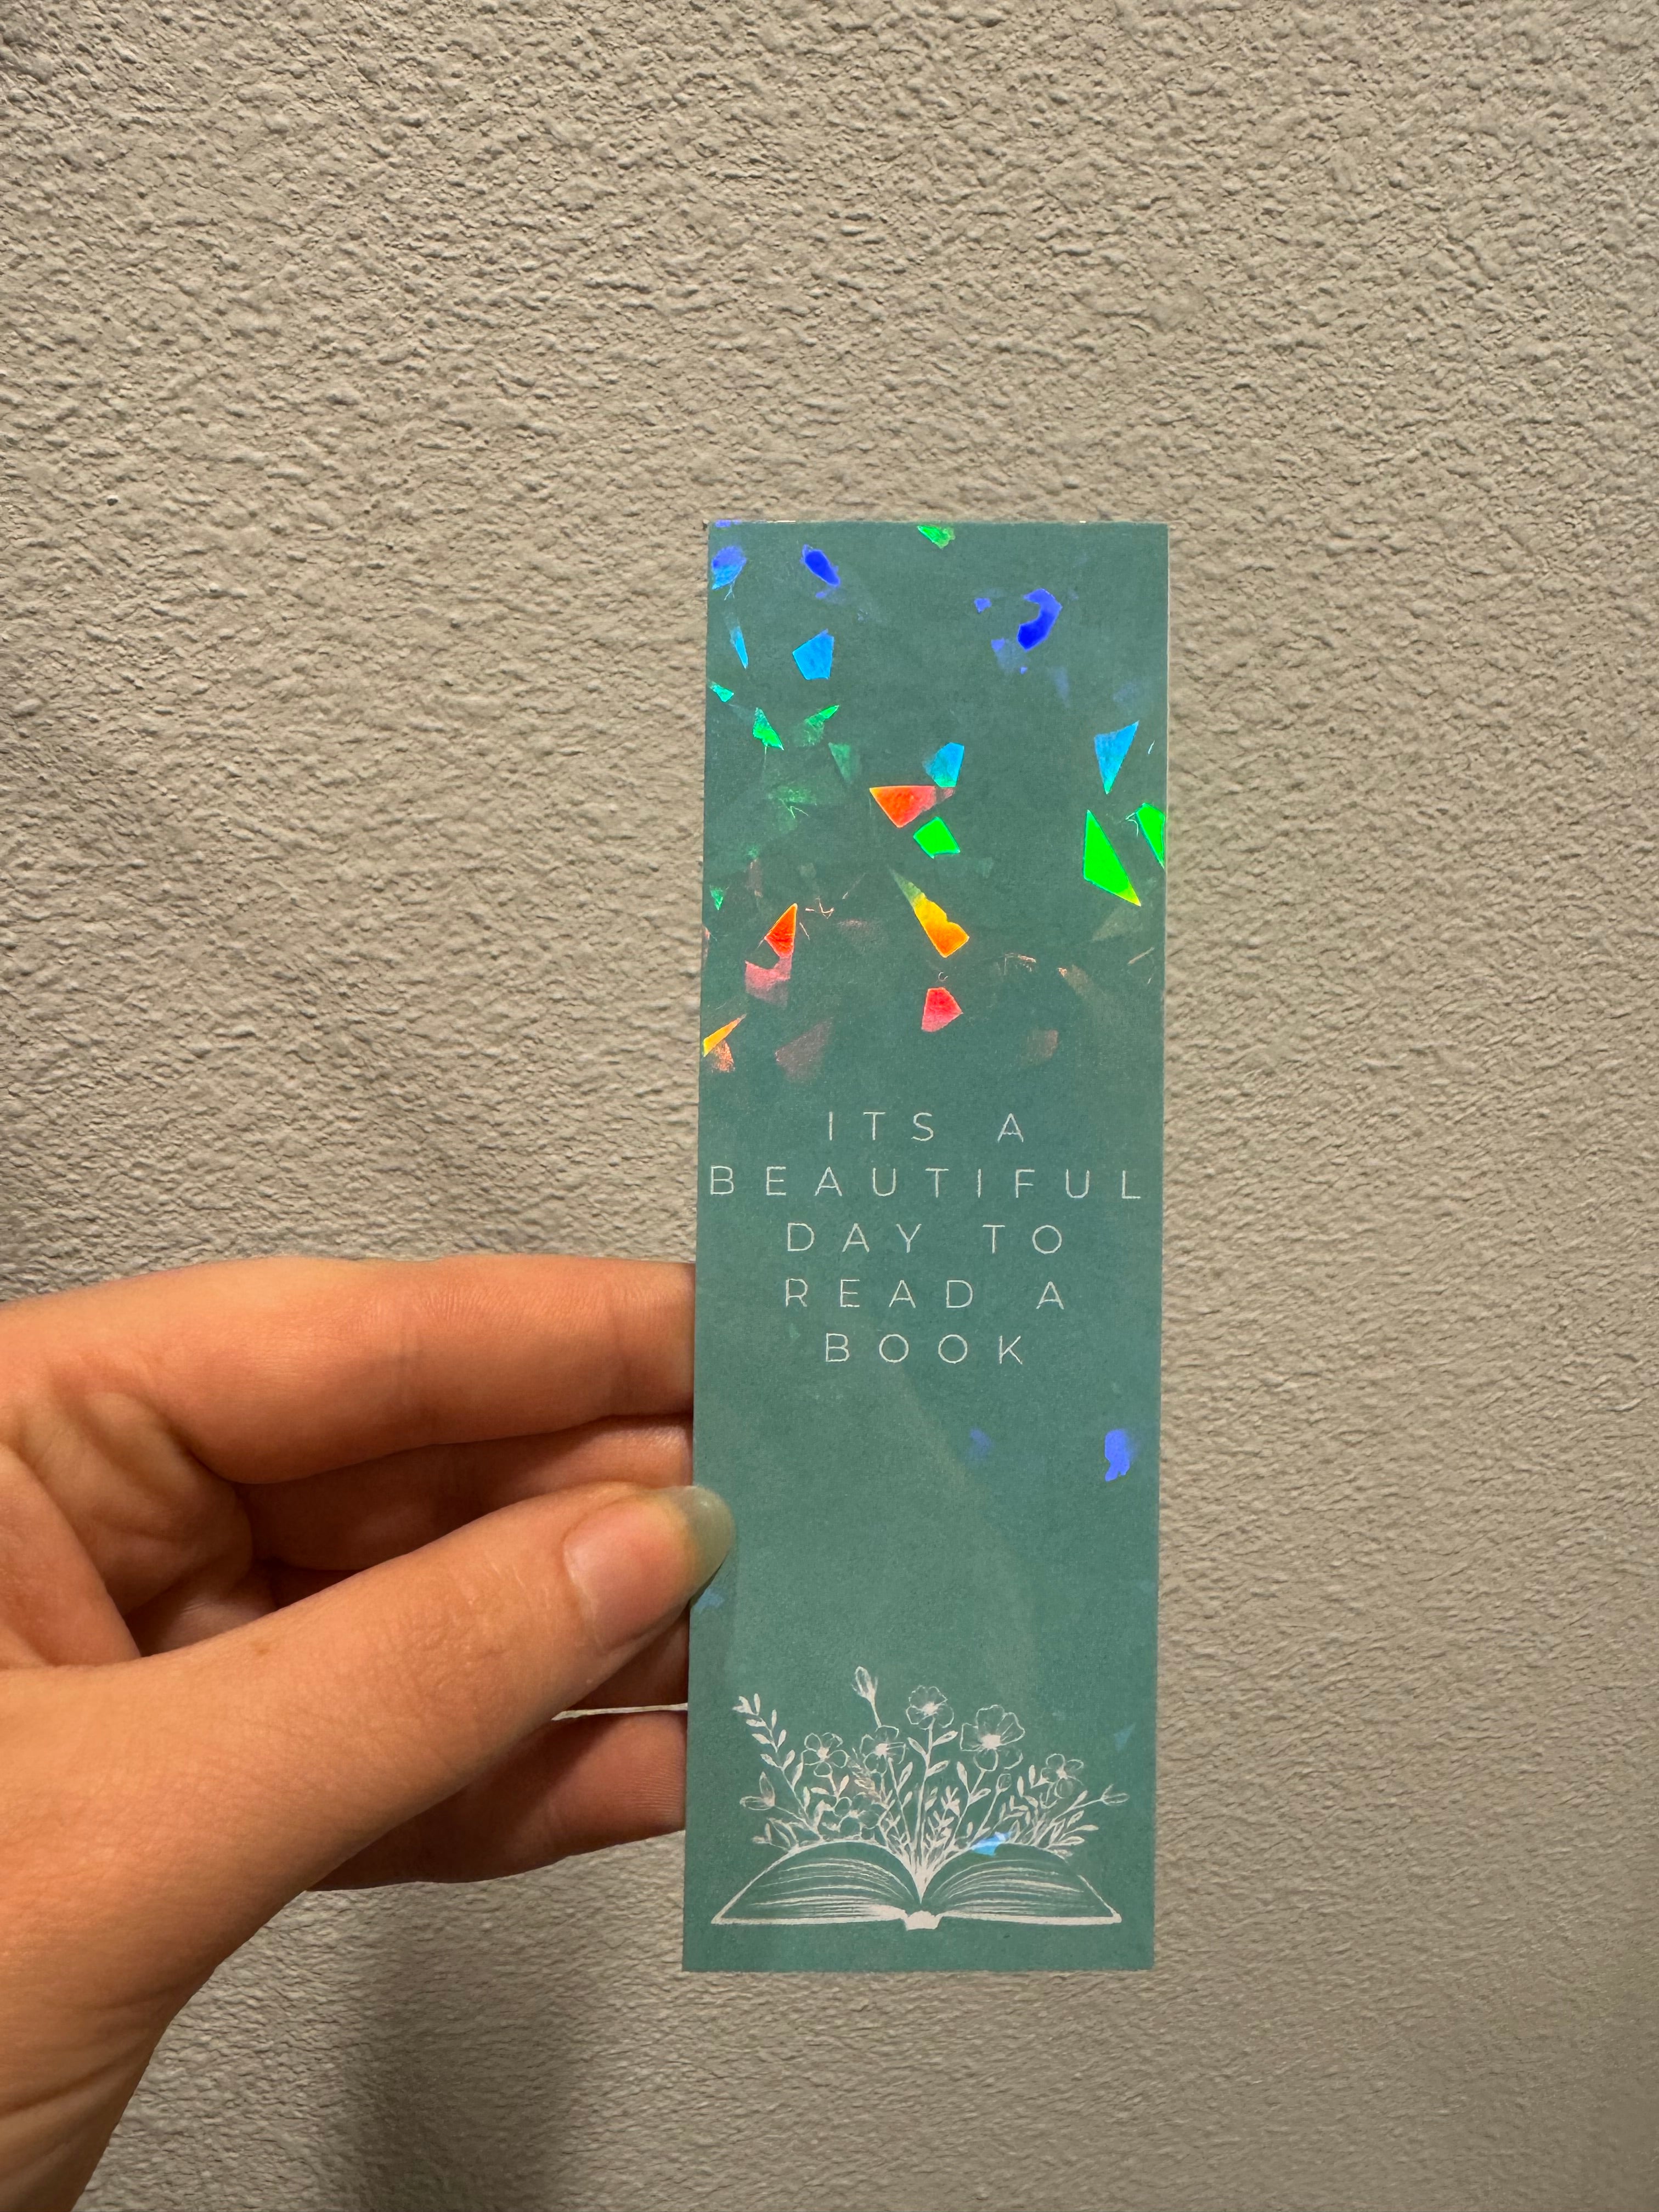 ITS A
BEAUTIFUL
DAY TO
READ A
BOOK